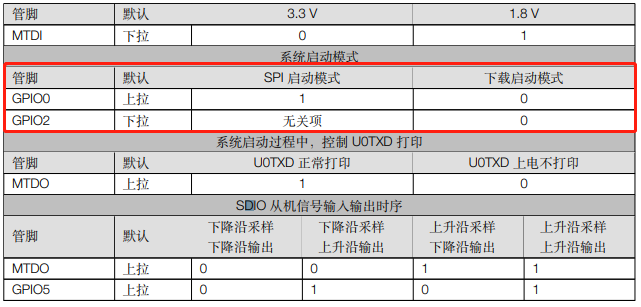 管脚 默认 3.3 V 1.8 V
MTDI 下拉 0 1
系统启动模式
管脚 默认 SPI 启动模式 下载启动模式
GPIO0 上拉 1 0
GPIO2 下拉 无关项 0
系统启动过程中，控制 U0TXD 打印
管脚 默认 U0TXD 正常打印 U0TXD 上电不打印
MTDO 上拉 1 0
SDIO 从机信号输入输出时序
管脚 默认 下降沿采样 下降沿采样 上升沿采样 上升沿采样
下降沿输出 上升沿输出 下降沿输出 上升沿输出
MTDO 上拉 0 0 1 1
GPIO5 上拉 0 1 0 1